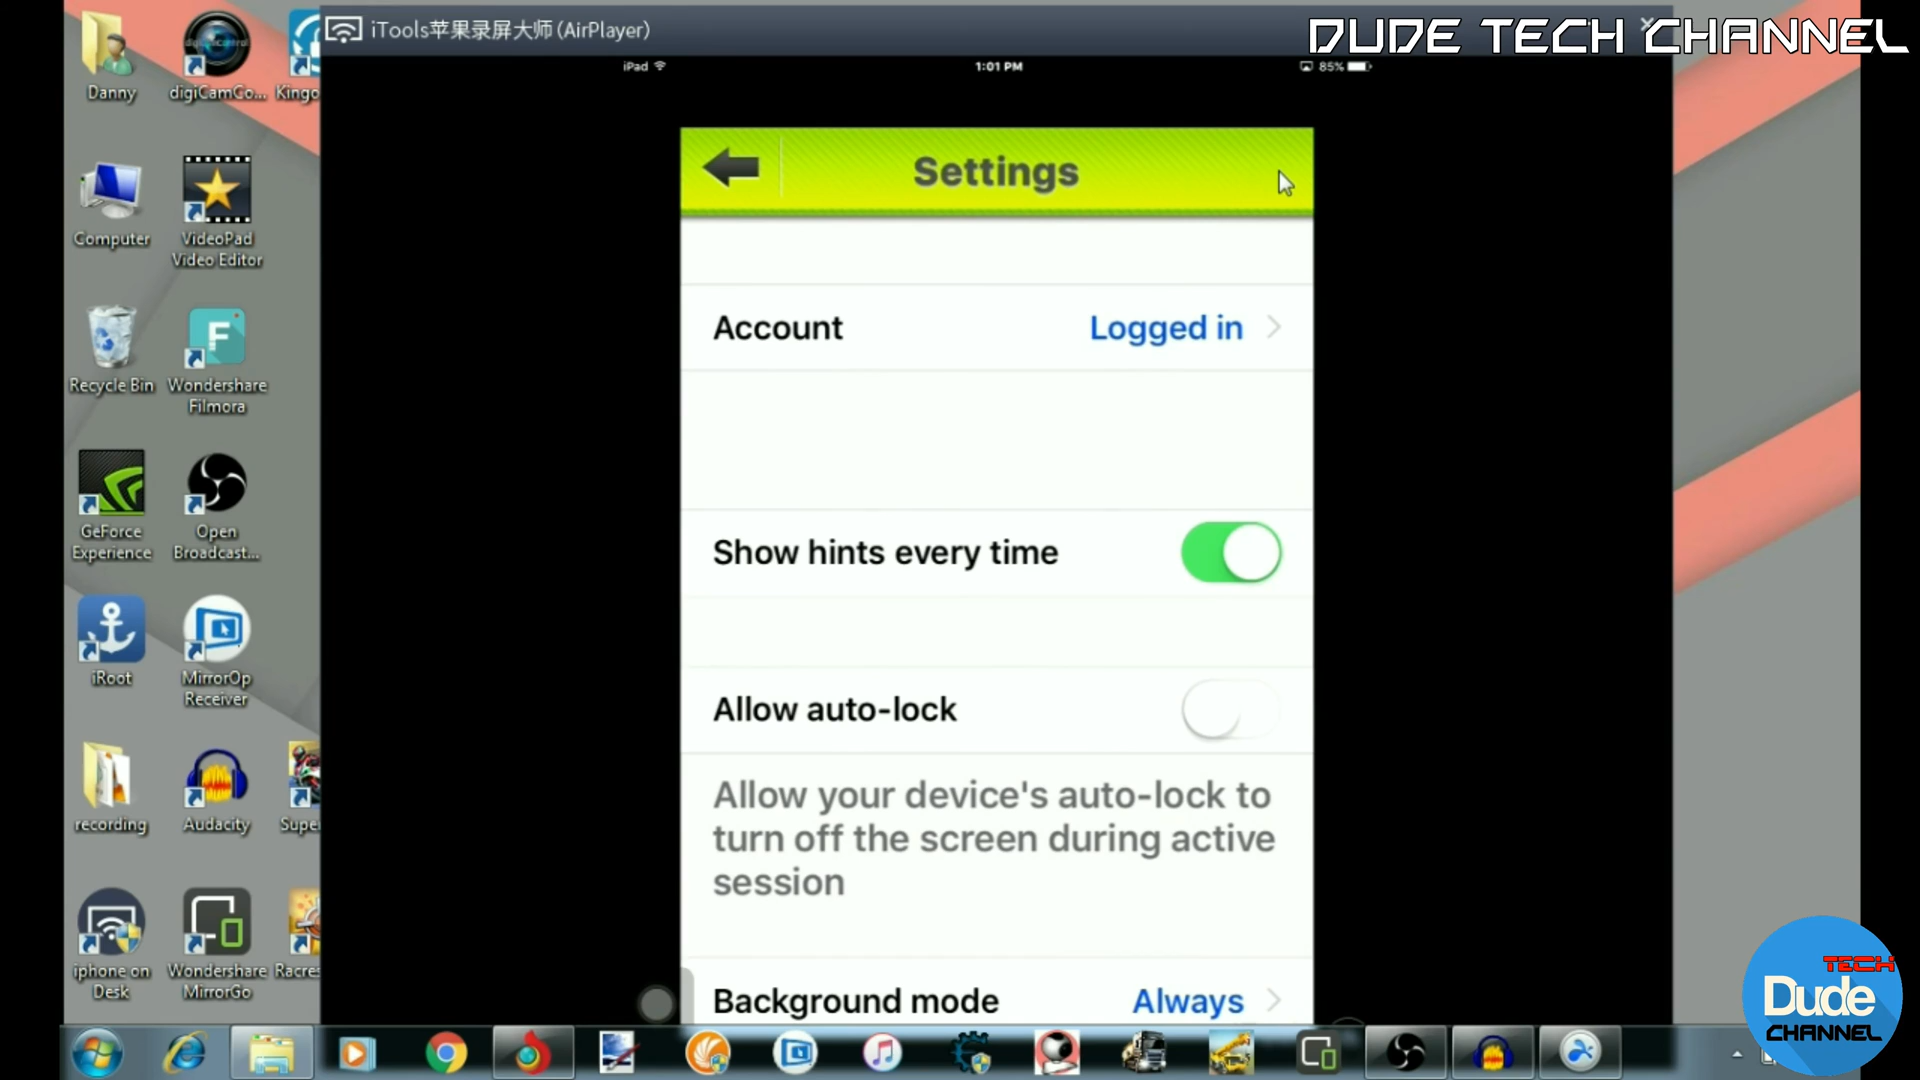 iTools苹果录屏大师(AirPlayer)
DUDE TECH CHANNEL
iPad
1:01 PM
85%
Settings
Account
Logged in
Show hints every time
Allow auto-lock
Allow your device's auto-lock to
turn off the screen during active
session
Background mode
Always
Danny
digiCamCo...
Kingo
Computer
VideoPad
Video Editor
Recycle Bin
Wondershare
Filmora
GeForce
Experience
Open
Broadcast...
iRoot
MirrorOp
Receiver
recording
Audacity
Supe
iphone on
Desk
Wondershare
MirrorGo
Racres
TECH
Dude
CHANNEL